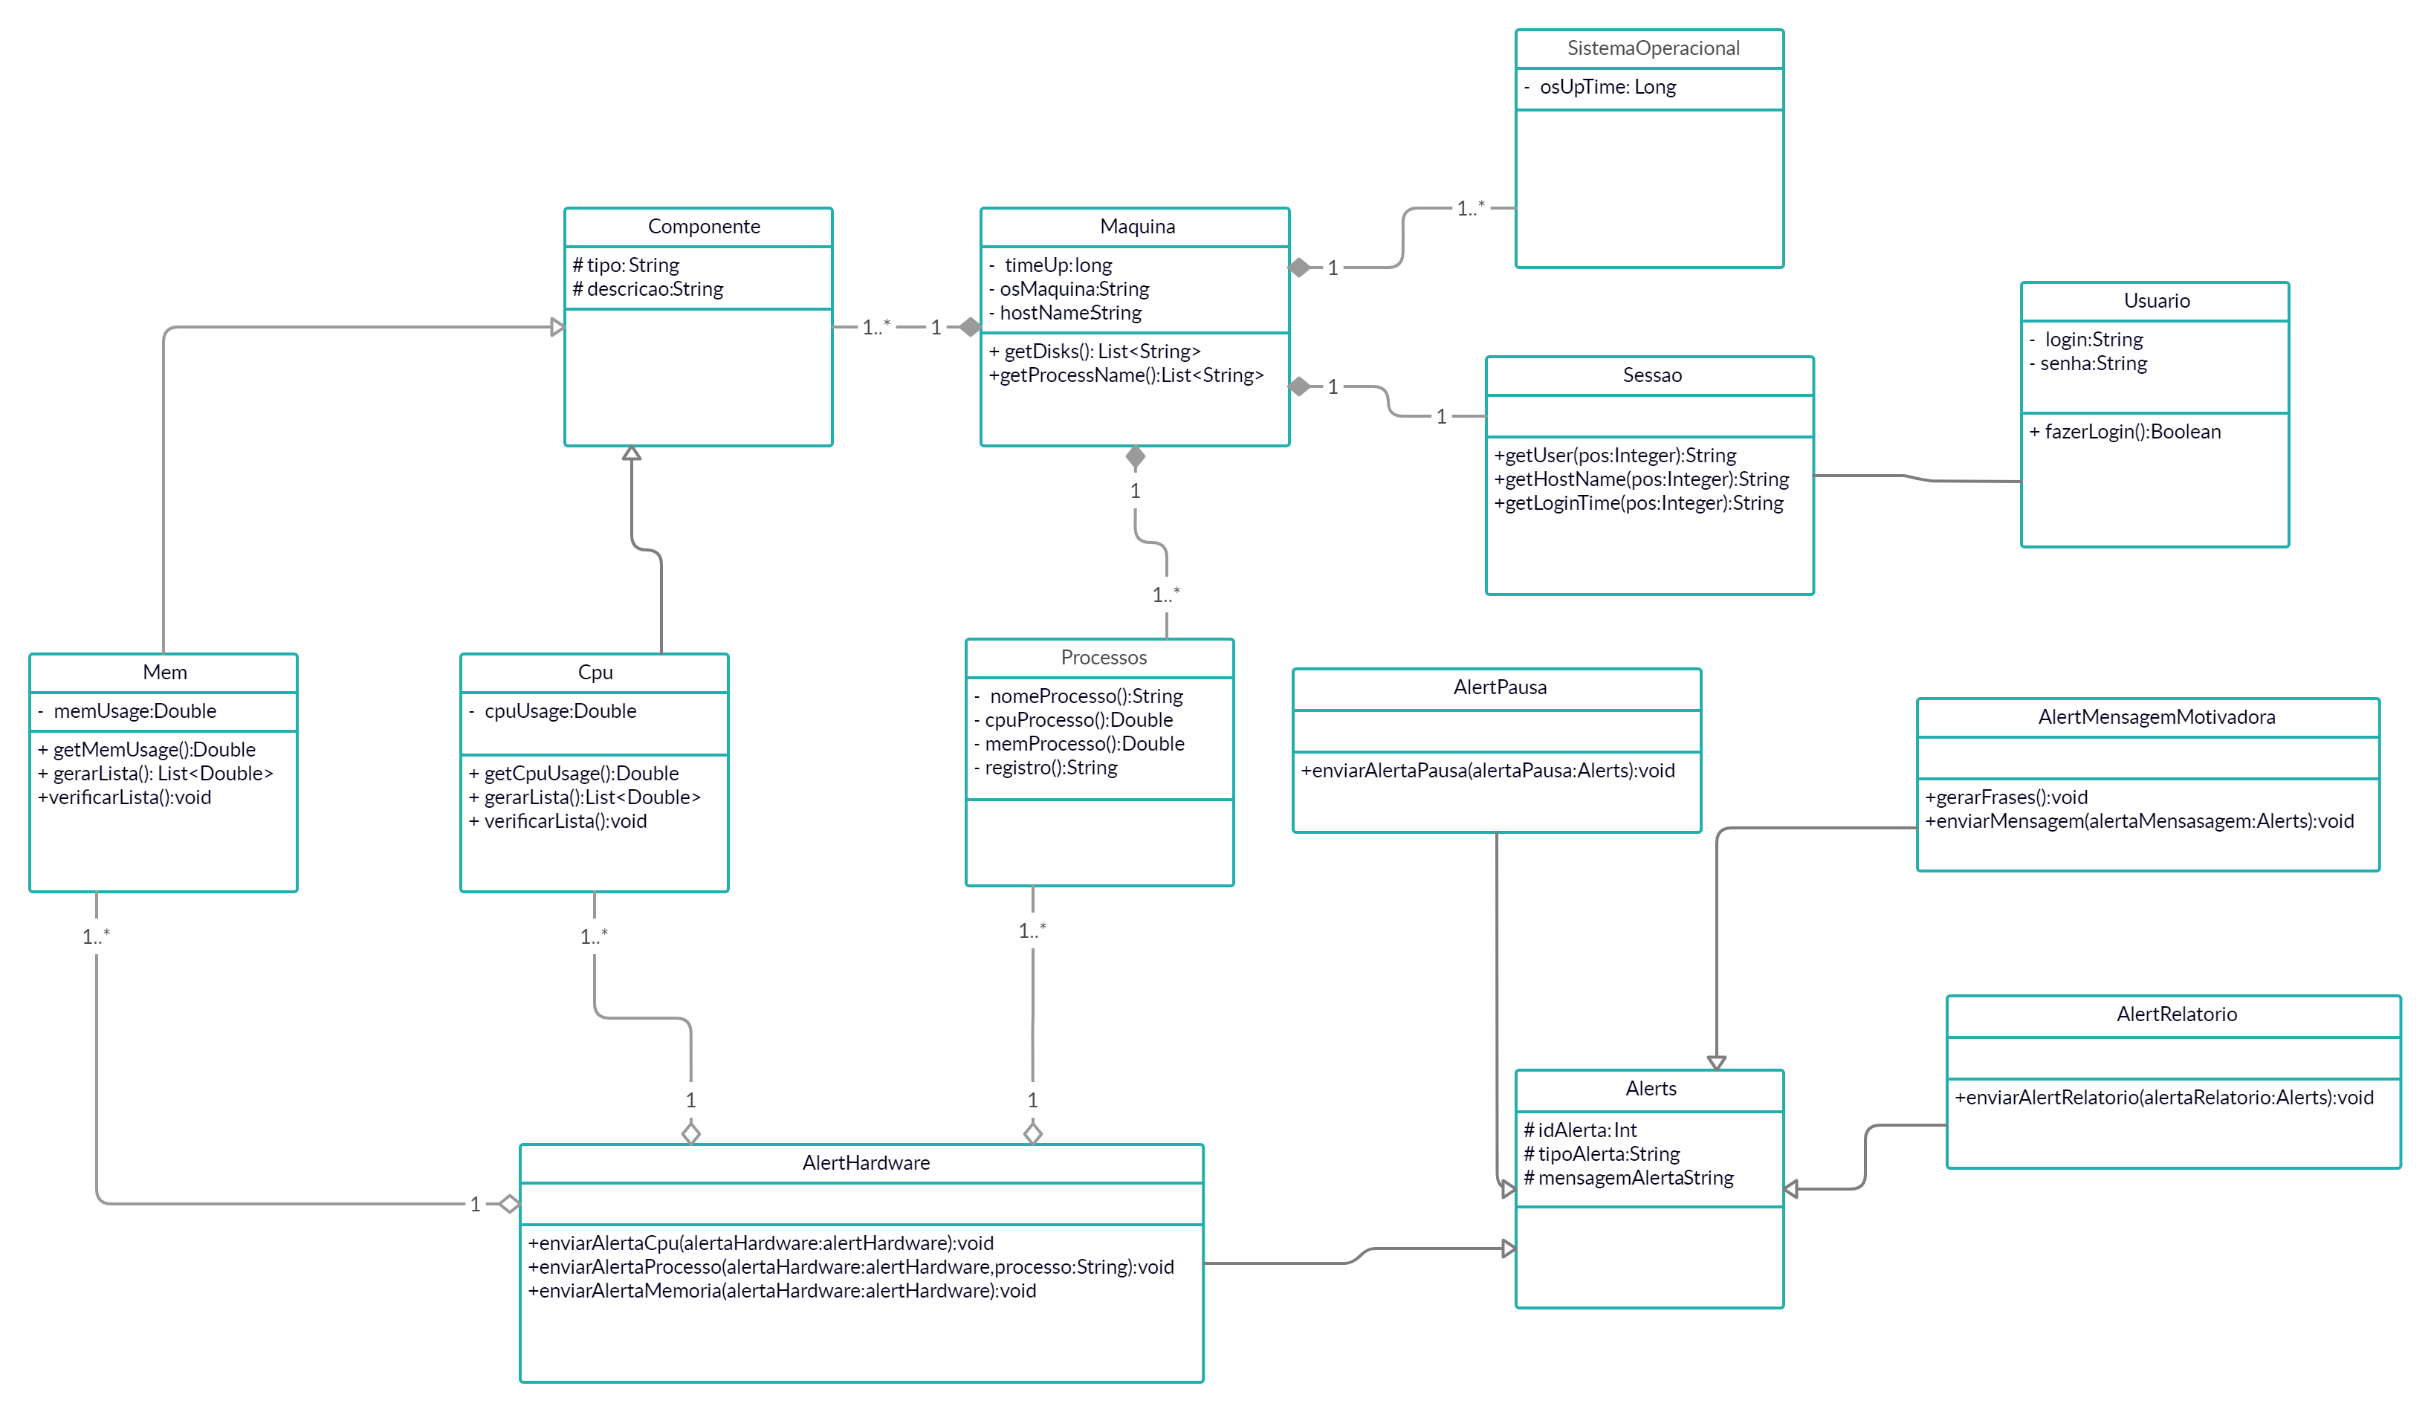 SistemaOperacional
- osUpTime: Long
Componente
# tipo: String
# descricao:String
1..*
1
Maquina
- timeUp:long
- osMaquina:String
- hostName:String
+ getDisks(): List<String>
+getProcessName():List<String>
1
1..*
1
1
Sessao
+getUser(pos:Integer):String
+getHostName(pos:Integer):String
+getLoginTime(pos:Integer):String
Usuario
- login:String
- senha:String
+ fazerLogin():Boolean
1
1..*
Mem
- memUsage:Double
+ getMemUsage():Double
+ gerarLista(): List<Double>
+verificarLista():void
Cpu
- cpuUsage:Double
+ getCpuUsage():Double
+ gerarLista():List<Double>
+ verificarLista():void
Processos
- nomeProcesso():String
- cpuProcesso():Double
- memProcesso():Double
- registro():String
AlertPausa
+enviarAlertaPausa(alertaPausa:Alerts):void
AlertMensagemMotivadora
+gerarFrases():void
+enviarMensagem(alertaMensasagem:Alerts):void
1..*
1..*
1..*
1
1
1
AlertHardware
+enviarAlertaCpu(alertaHardware:alertHardware):void
+enviarAlertaProcesso(alertaHardware:alertHardware,processo:String):void
+enviarAlertaMemoria(alertaHardware:alertHardware):void
Alerts
# idAlerta: Int
# tipoAlerta:String
# mensagemAlertaString
AlertRelatorio
+enviarAlertRelatorio(alertaRelatorio:Alerts):void